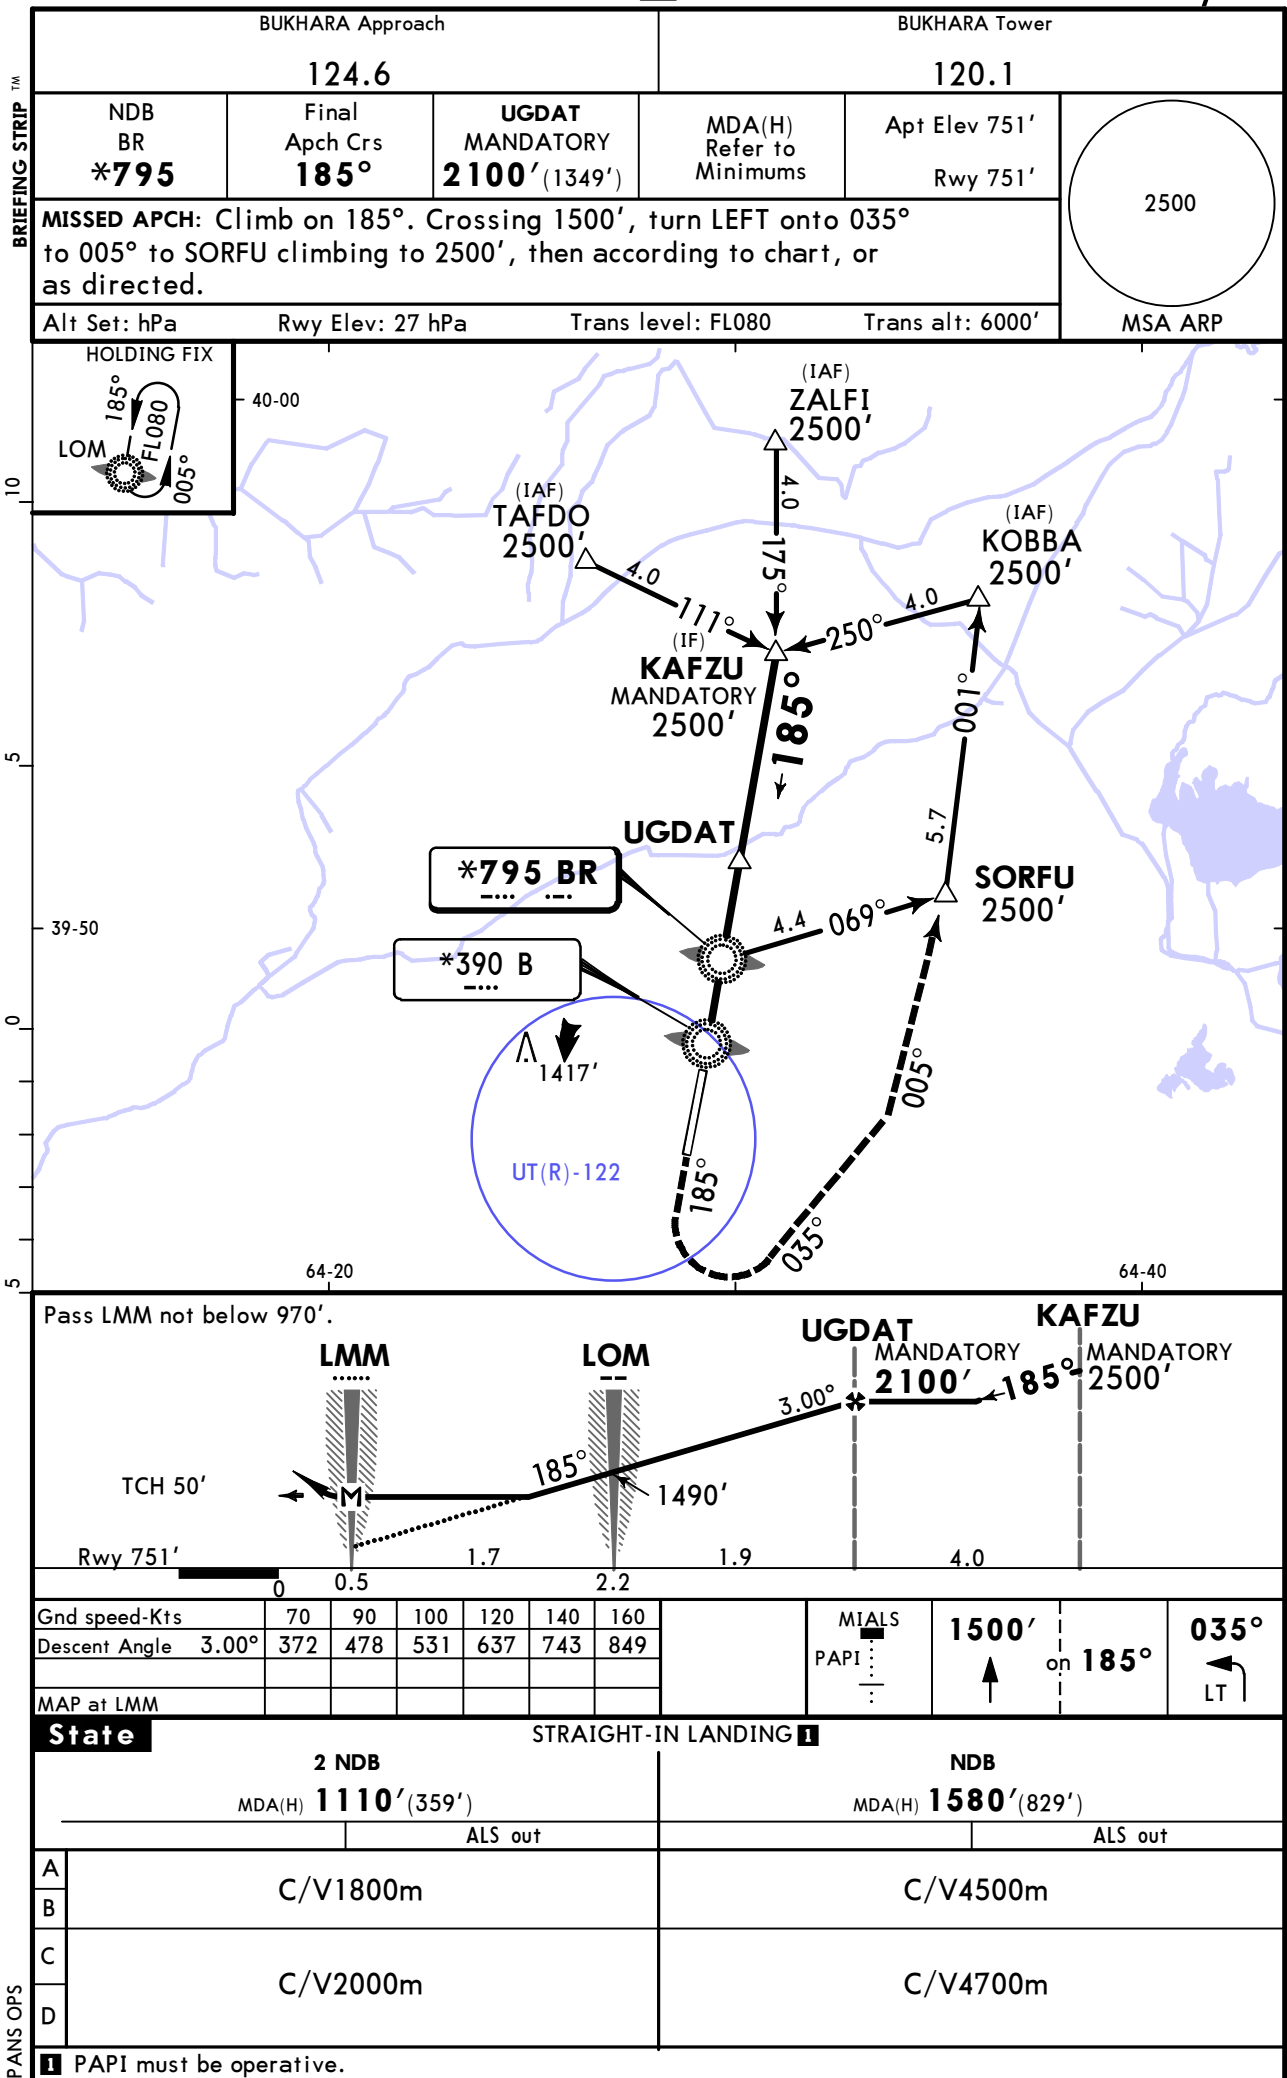 BUKHARA Approach
124.6
BUKHARA Tower
120.1
BRIEFING STRIP TM
NDB
BR
*795
Final
Apch Crs
185°
UGDAT
MANDATORY
2100' (1349')
MDA(H)
Refer to
Minimums
Apt Elev 751'
Rwy 751'
2500
MSA ARP
MISSED APCH: Climb on 185°. Crossing 1500', turn LEFT onto 035°
to 005° to SORFU climbing to 2500', then according to chart, or
as directed.
Alt Set: hPa Rwy Elev: 27 hPa Trans level: FL080 Trans alt: 6000'
HOLDING FIX
185°
FL080
LOM
005°
40-00
(IAF)
ZALFI
2500'
4.0
175°
(IAF)
TAFDO
2500'
4.0
111°
(IAF)
KOBBA
2500'
4.0
250°
(IF)
KAFZU
MANDATORY
2500'
185°
001°
5.7
10
5
0
5
UGDAT
*795 BR
SORFU
2500'
4.4 069°
39-50
*390 B
1417'
005°
UT(R)-122
185°
035°
64-20
64-40
Pass LMM not below 970'.
LMM
LOM
UGDAT
MANDATORY
2100'
KAFZU
MANDATORY
2500'
185°
3.00°
185°
1490'
TCH 50'
M
Rwy 751'
1.7
1.9
4.0
0
0.5
2.2
Gnd speed-Kts 70 90 100 120 140 160
Descent Angle 3.00° 372 478 531 637 743 849
MAP at LMM
MIALS
PAPI
1500'
on 185°
035°
LT
State
STRAIGHT-IN LANDING 1
2 NDB
MDA(H) 1110' (359')
NDB
MDA(H) 1580' (829')
ALS out
ALS out
A
B
C/V1800m
C/V4500m
C
D
C/V2000m
C/V4700m
PANS OPS
1 PAPI must be operative.